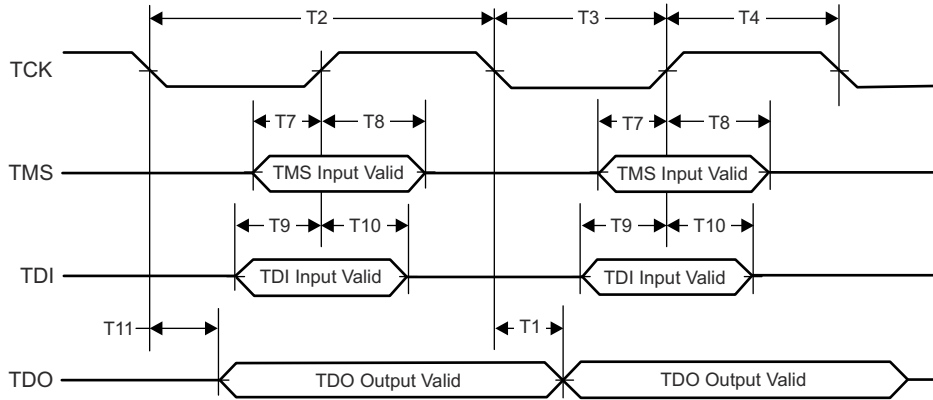 T2 T3 T4
TCK
T7 T8 T7 T8
TMS TMS Input Valid TMS Input Valid
T9 T10 T9 T10
TDI TDI Input Valid TDI Input Valid
T11 T1
TDO TDO Output Valid TDO Output Valid